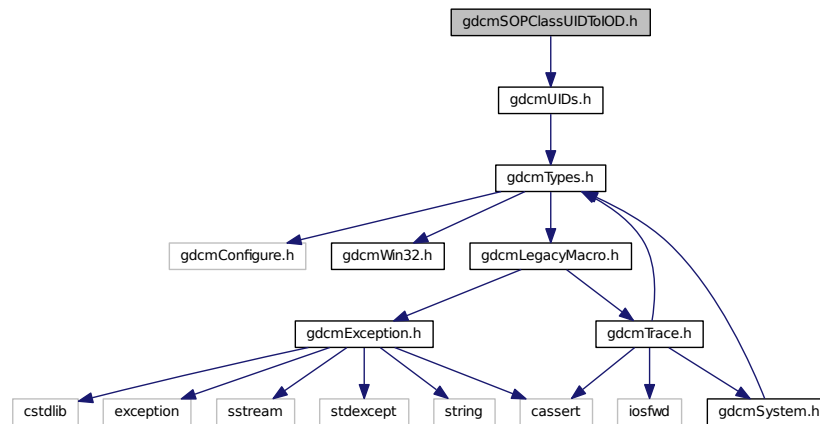 gdcmSOPClassUIDToIOD.h
gdcmUIDs.h
gdcmTypes.h
gdcmConfigure.h
gdcmWin32.h
gdcmLegacyMacro.h
gdcmException.h
gdcmTrace.h
cstdlib
exception
sstream
stdexcept
string
cassert
iosfwd
gdcmSystem.h